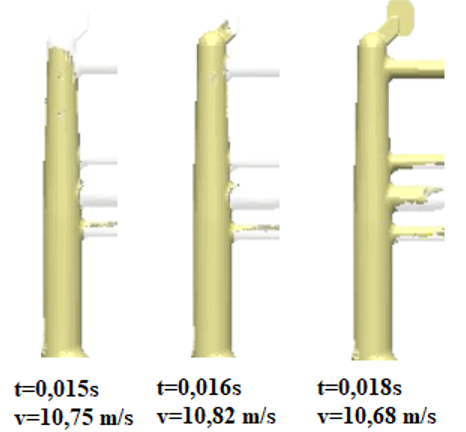 t=0,015s
v=10,75 m/s
t=0,016s
v=10,82 m/s
t=0,018s
v=10,68 m/s